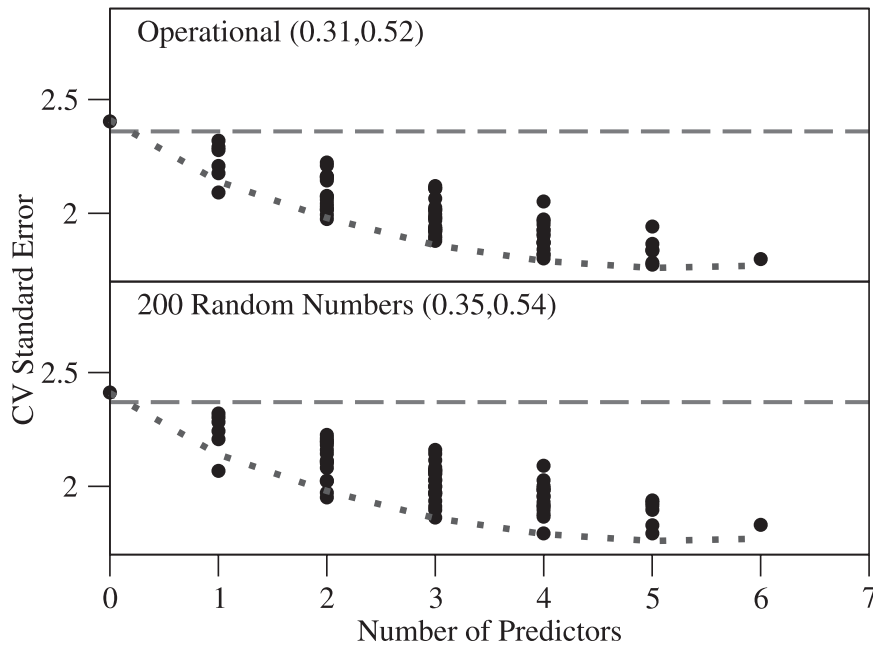 Operational (0.31,0.52)
2.5
2
200 Random Numbers (0.35,0.54)
2.5
2
CV Standard Error
0 1 2 3 4 5 6 7
Number of Predictors